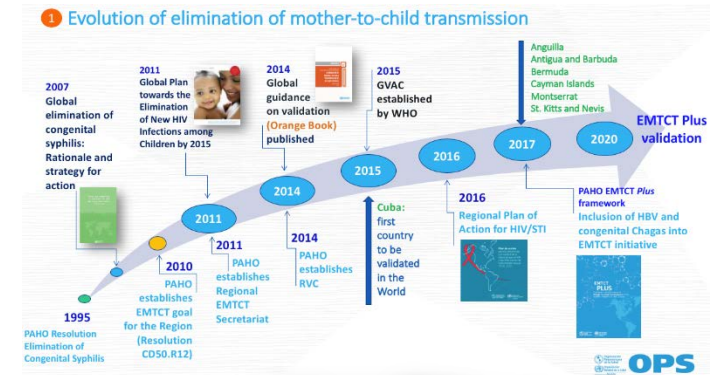 1 Evolution of elimination of mother-to-child transmission
2007
Global
elimination of
congenital
syphilis:
Rationale and
strategy for
action
2011
Global Plan
towards the
Elimination
of New HIV
Infections among
Children by 2015
2014
Global
guidance
on validation
(Orange Book)
published
2015
GVAC
established
by WHO
Anguilla
Antigua and Barbuda
Bermuda
Cayman Islands
Montserrat
St. Kitts and Nevis
EMTCT Plus
validation
2011
2014
2015
2016
2017
2020
1995
PAHO Resolution
Elimination of
Congenital Syphilis
2010
PAHO
establishes
EMTCT goal
for the Region
(Resolution
CD50.R12)
2011
PAHO
establishes
Regional
EMTCT
Secretariat
2014
PAHO
establishes
RVC
Cuba:
first
country
to be
validated
in the
World
2016
Regional Plan of
Action for HIV/STI
PAHO EMTCT Plus
framework
Inclusion of HBV and
congenital Chagas into
EMTCT initiative
EMTCT
PLUS
OPS